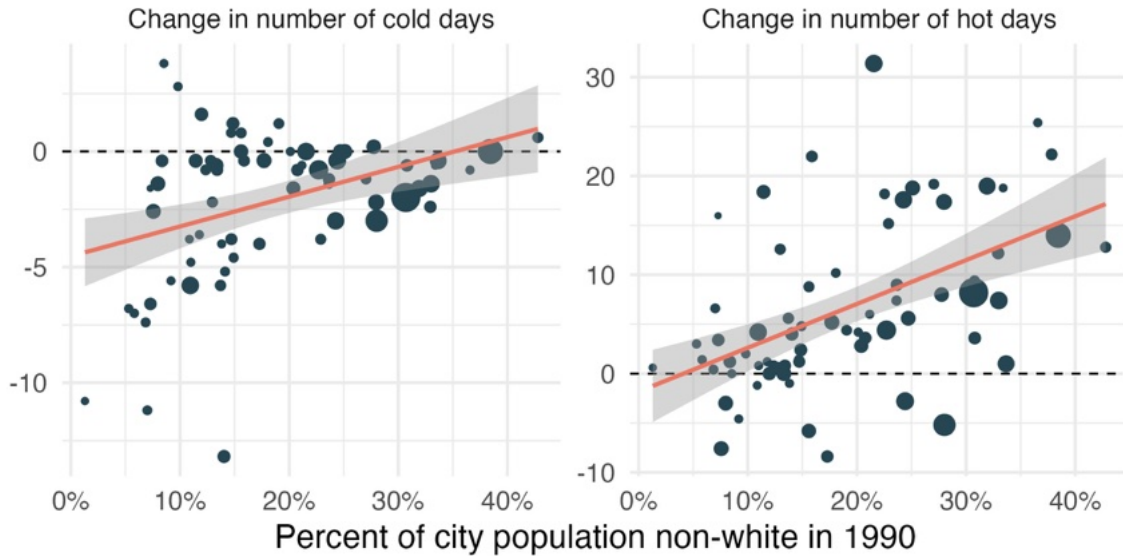 Change in number of cold days
0
-5
-10
0% 10% 20% 30% 40%
Change in number of hot days
30
20
10
0
-10
0% 10% 20% 30% 40%
Percent of city population non-white in 1990